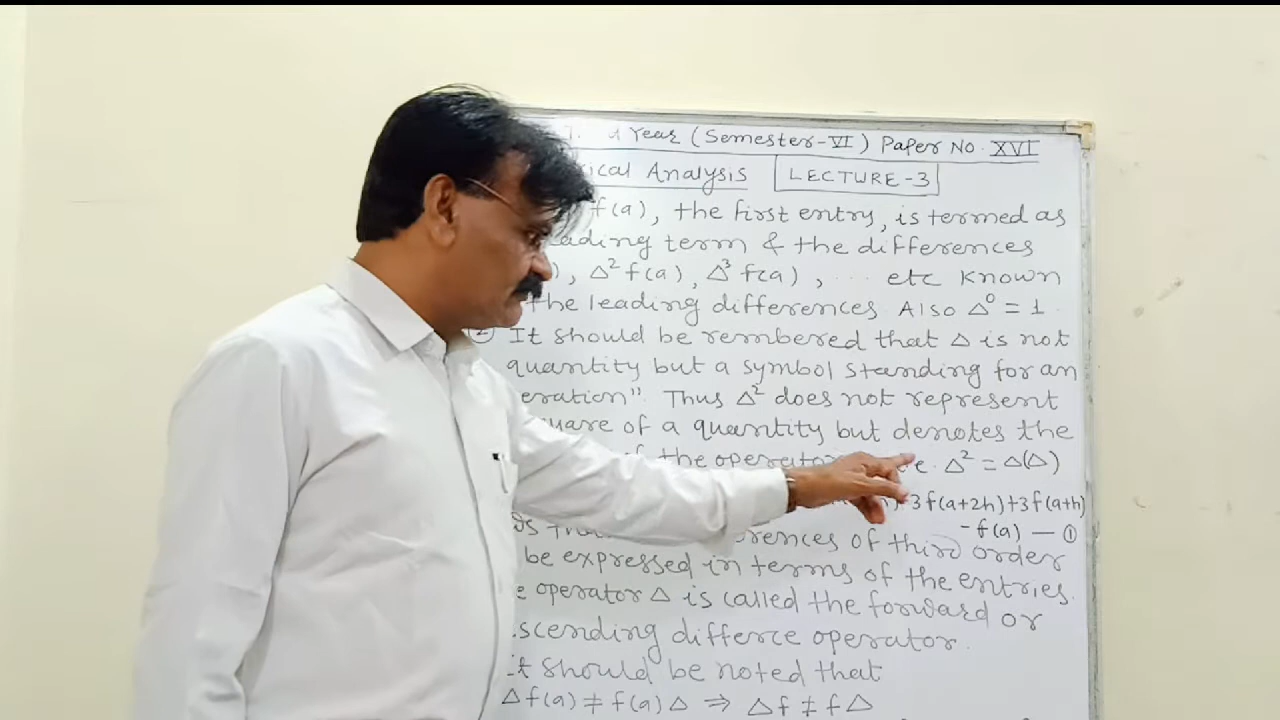 Year (Semester-VI) Paper No. XVI
ical Analysis LECTURE-3
f(a), the first entry, is termed as
ading term & the differences
), Δ² f(a), Δ³ f(a), ... etc Known
the leading differences. Also Δ⁰ = 1.
② It should be rembered that Δ is not
quantity but a symbol standing for an
eration". Thus Δ² does not represent
uare of a quantity but denotes the
the operator e. Δ² = Δ(Δ)
3f(a+2h)+3f(a+h)
-f(a) — ①
rences of third order
be expressed in terms of the entries.
e operator Δ is called the forward or
scending differce operator.
It should be noted that
Δ f(a) ≠ f(a) Δ ⇒ Δf ≠ fΔ